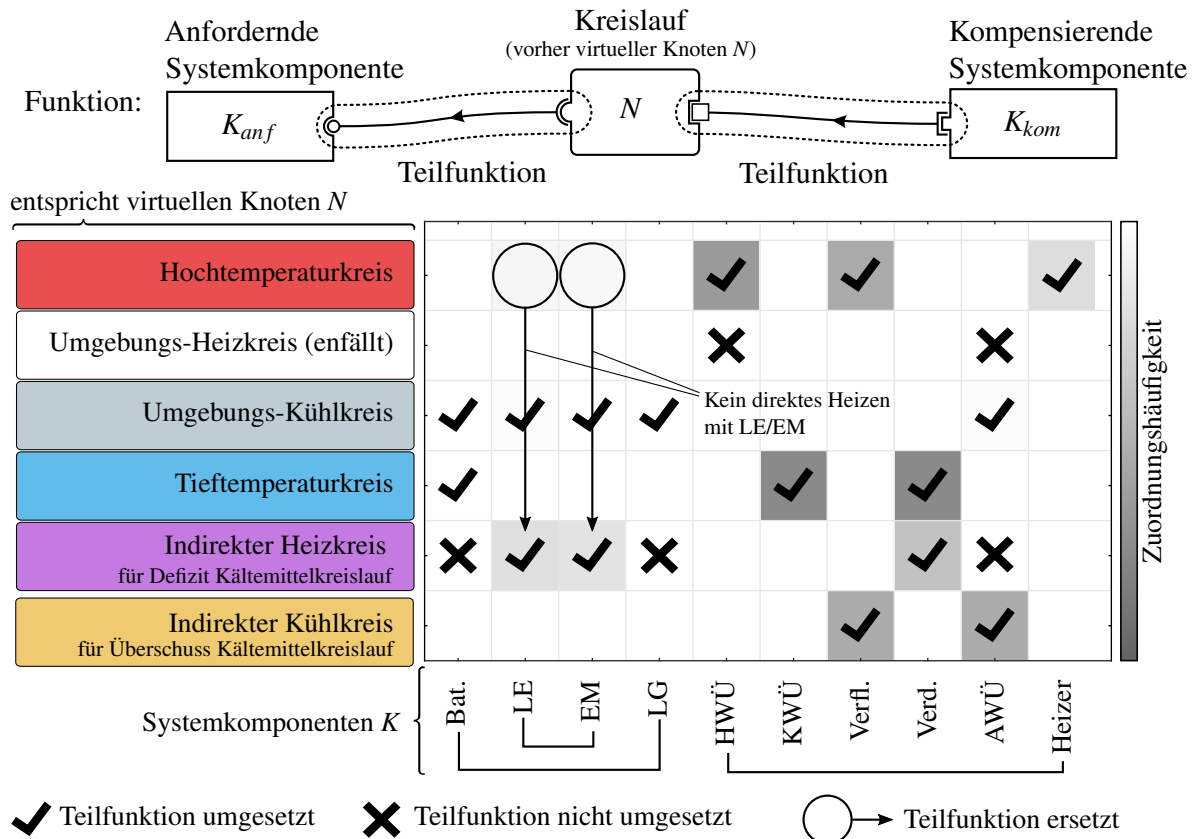 Anfordernde
Systemkomponente
Kreislauf
(vorher virtueller Knoten N)
Kompensierende
Systemkomponente
Funktion:
K_anf
N
K_kom
Teilfunktion
Teilfunktion
entspricht virtuellen Knoten N
Hochtemperaturkreis
Umgebungs-Heizkreis (enfällt)
Umgebungs-Kühlkreis
Tieftemperaturkreis
Indirekter Heizkreis
für Defizit Kältemittelkreislauf
Indirekter Kühlkreis
für Überschuss Kältemittelkreislauf
Kein direktes Heizen
mit LE/EM
Zuordnungshäufigkeit
Systemkomponenten K
Bat.
LE
EM
LG
HWÜ
KWÜ
Verfl.
Verd.
AWÜ
Heizer
Teilfunktion umgesetzt
Teilfunktion nicht umgesetzt
Teilfunktion ersetzt